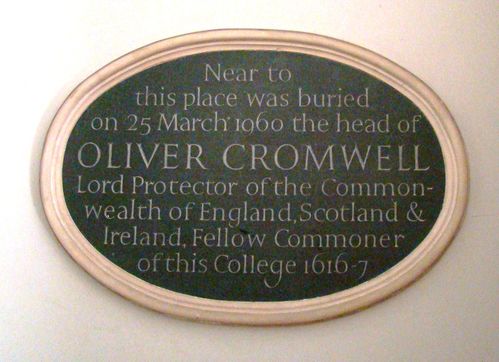 Near to
this place was buried
on 25 March 1960 the head of
OLIVER CROMWELL
Lord Protector of the Common-
wealth of England, Scotland &
Ireland, Fellow Commoner
of this College 1616-7